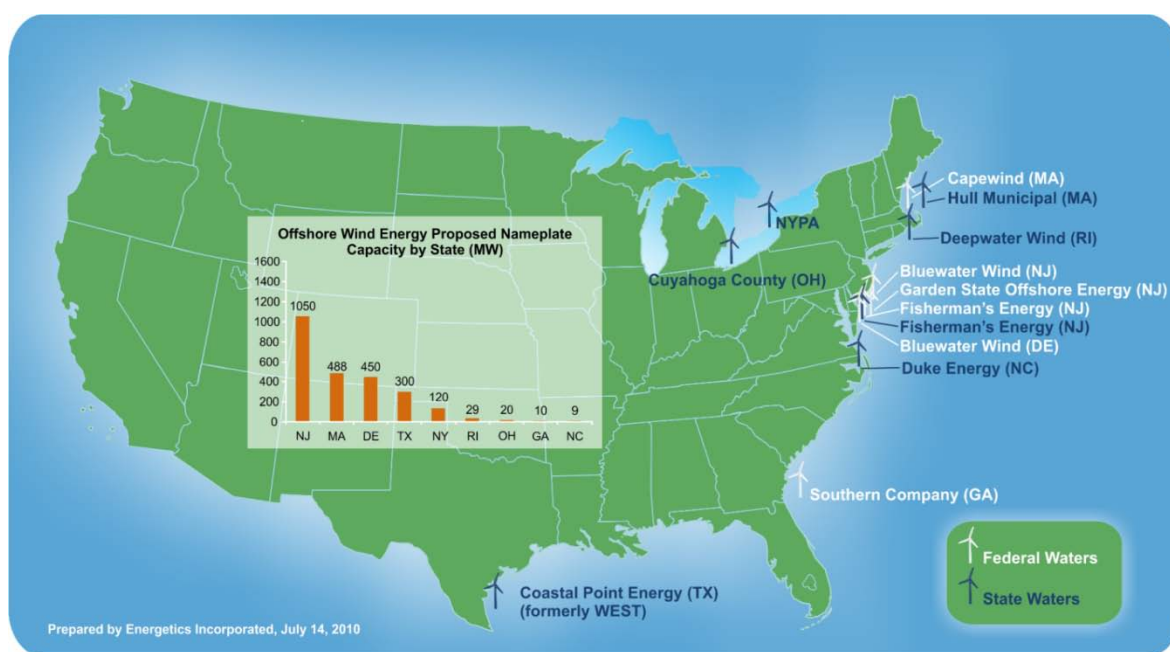 Offshore Wind Energy Proposed Nameplate
Capacity by State (MW)
1600
1400
1200
1000
800
600
400
200
0
1050
488
450
300
120
29
20
10
9
NJ
MA
DE
TX
NY
RI
OH
GA
NC
NYPA
Cuyahoga County (OH)
Capewind (MA)
Hull Municipal (MA)
Deepwater Wind (RI)
Bluewater Wind (NJ)
Garden State Offshore Energy (NJ)
Fisherman's Energy (NJ)
Fisherman's Energy (NJ)
Bluewater Wind (DE)
Duke Energy (NC)
Southern Company (GA)
Coastal Point Energy (TX)
(formerly WEST)
Federal Waters
State Waters
Prepared by Energetics Incorporated, July 14, 2010